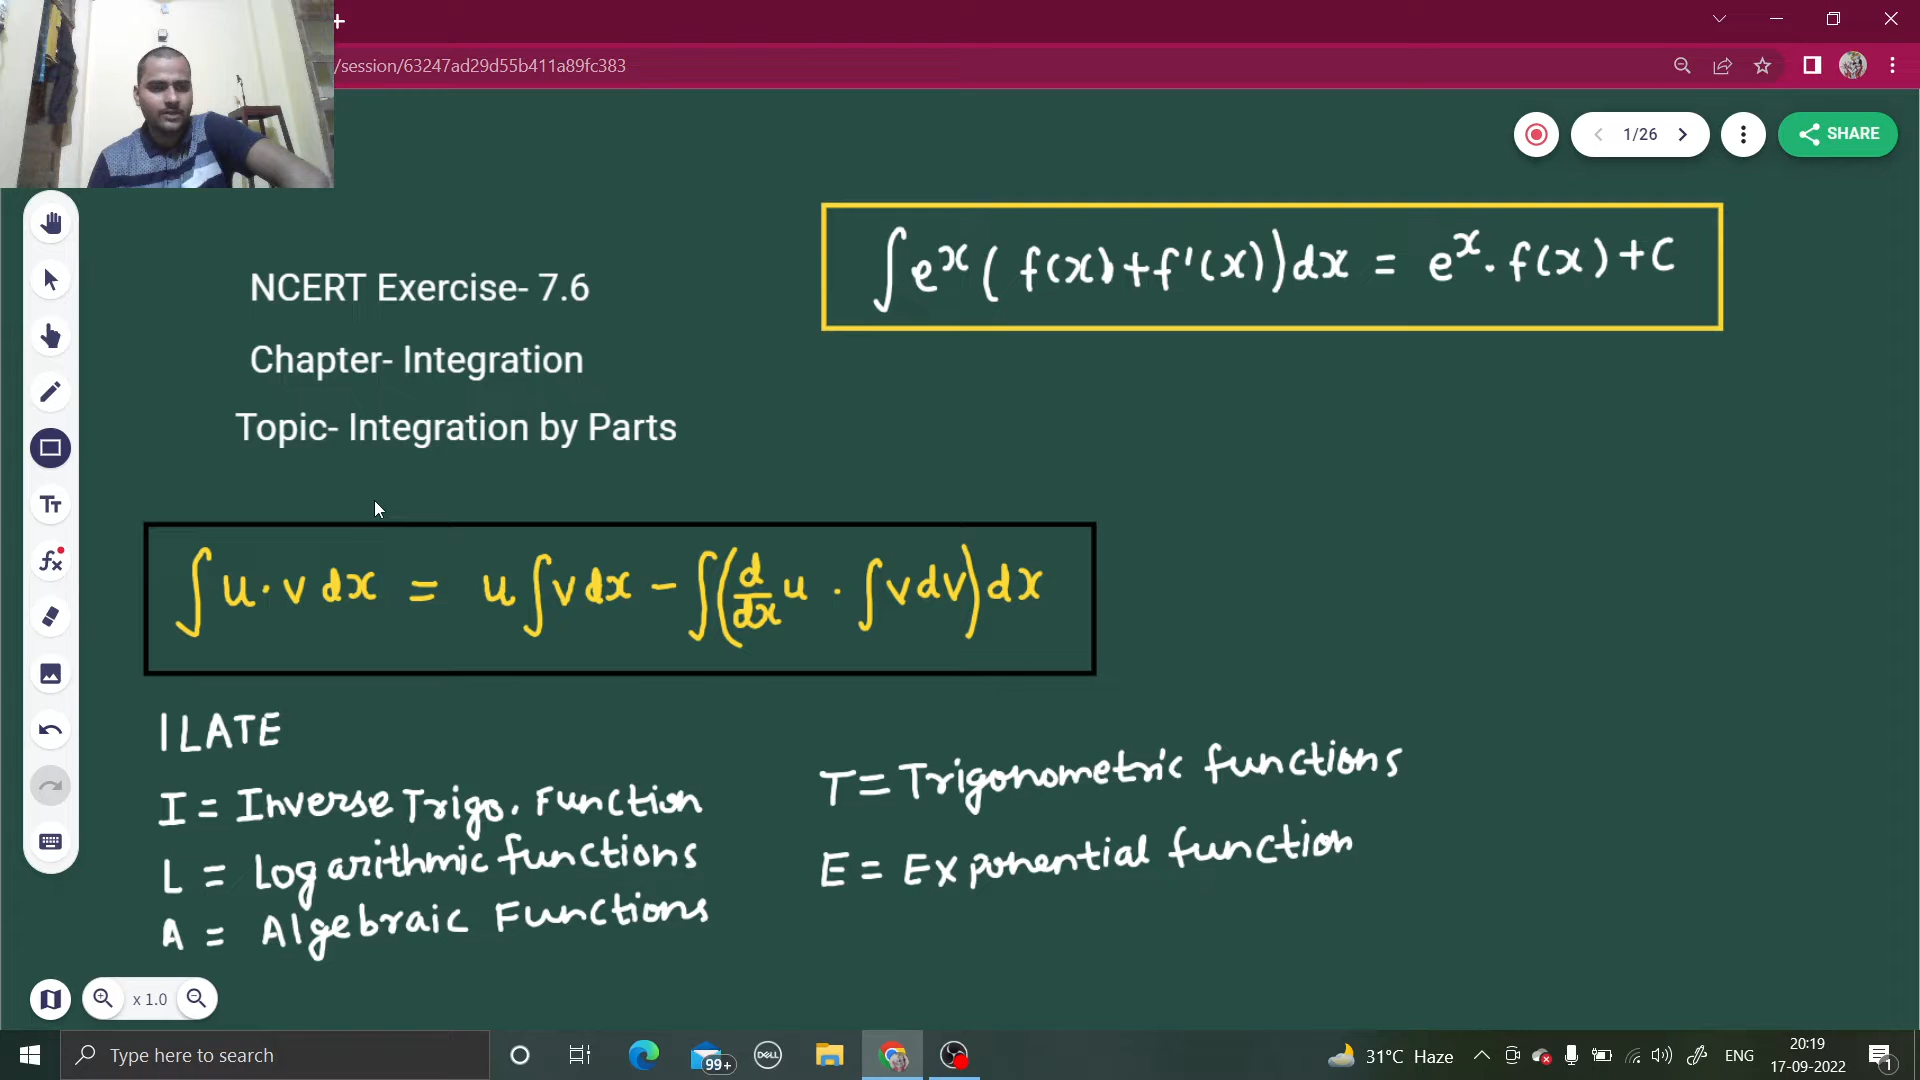 /session/63247ad29d55b411a89fc383
1/26
SHARE
∫eˣ(f(x)+f'(x))dx = eˣ.f(x)+C
NCERT Exercise- 7.6
Chapter- Integration
Topic- Integration by Parts
∫u·v dx = u∫v dx − ∫(d/dx u · ∫v dv)dx
ILATE
I = Inverse Trigo. Function
L = Logarithmic functions
A = Algebraic Functions
T = Trigonometric functions
E = Exponential function
x 1.0
Type here to search
99+
DELL
31°C Haze
ENG
20:19
17-09-2022
1